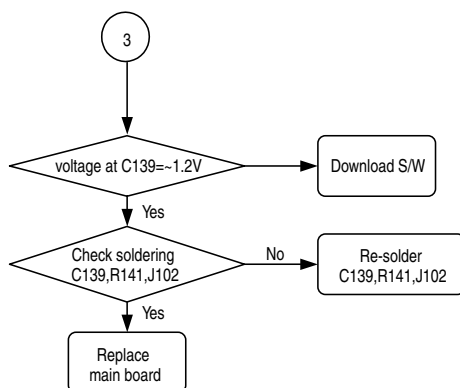 3
voltage at C139=~1.2V
Download S/W
Yes
Check soldering
C139,R141,J102
No
Re-solder
C139,R141,J102
Yes
Replace
main board